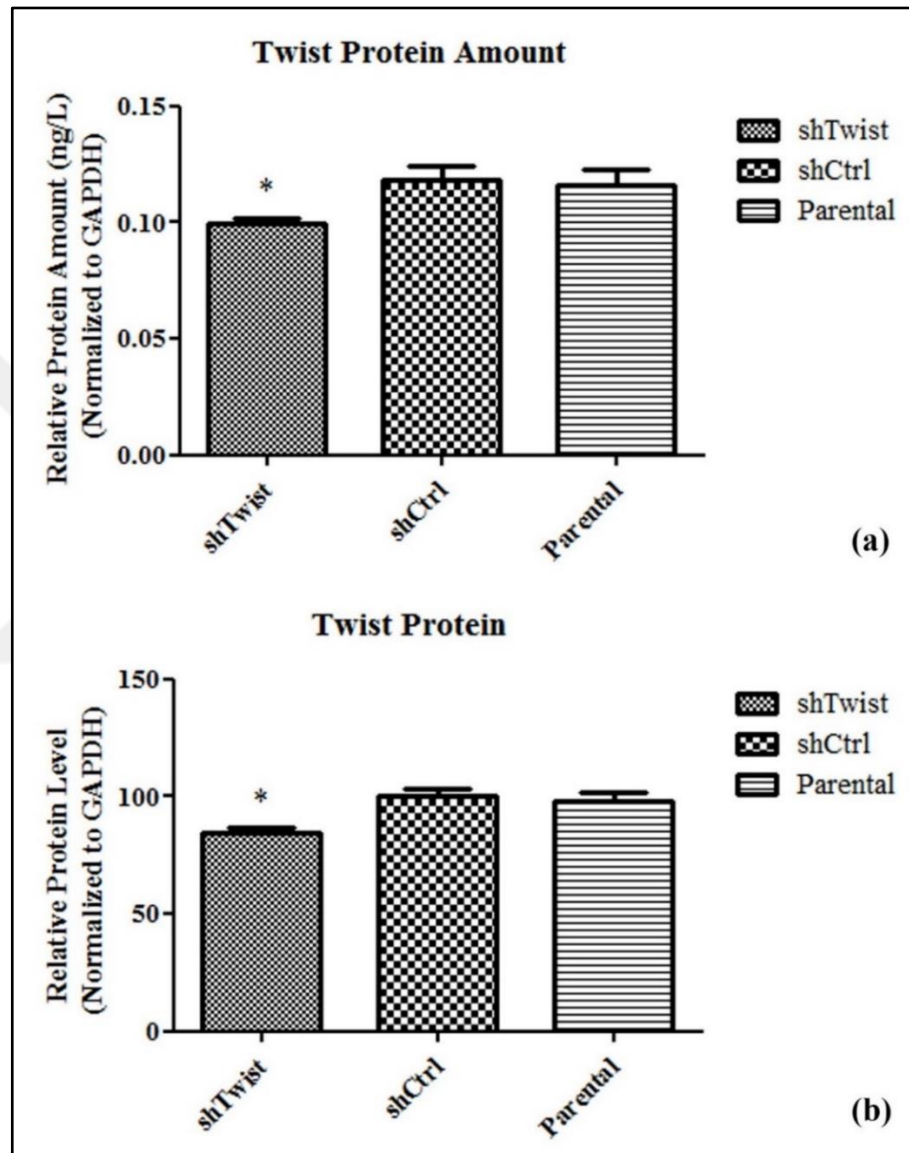 Twist Protein Amount
Relative Protein Amount (ng/L)
(Normalized to GAPDH)
0.15
0.10
0.05
0.00
*
shTwist
shCtrl
Parental
shTwist
shCtrl
Parental
(a)
Twist Protein
Relative Protein Level
(Normalized to GAPDH)
150
100
50
0
*
shTwist
shCtrl
Parental
shTwist
shCtrl
Parental
(b)